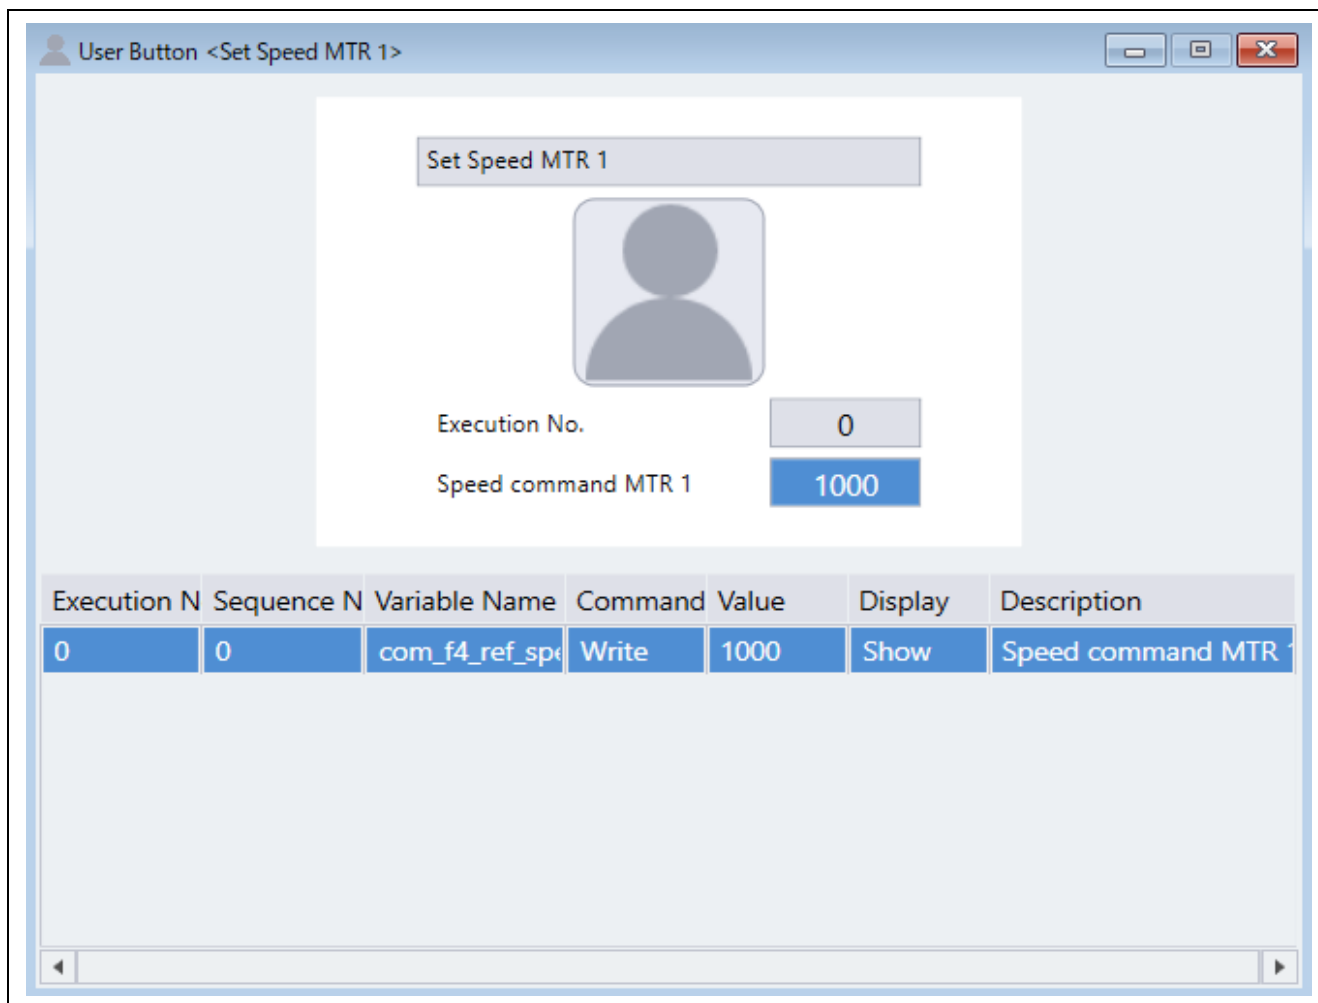 User Button <Set Speed MTR 1>
Set Speed MTR 1
Execution No. 0
Speed command MTR 1 1000
Execution N Sequence N Variable Name Command Value Display Description
0 0 com_f4_ref_spe Write 1000 Show Speed command MTR 1